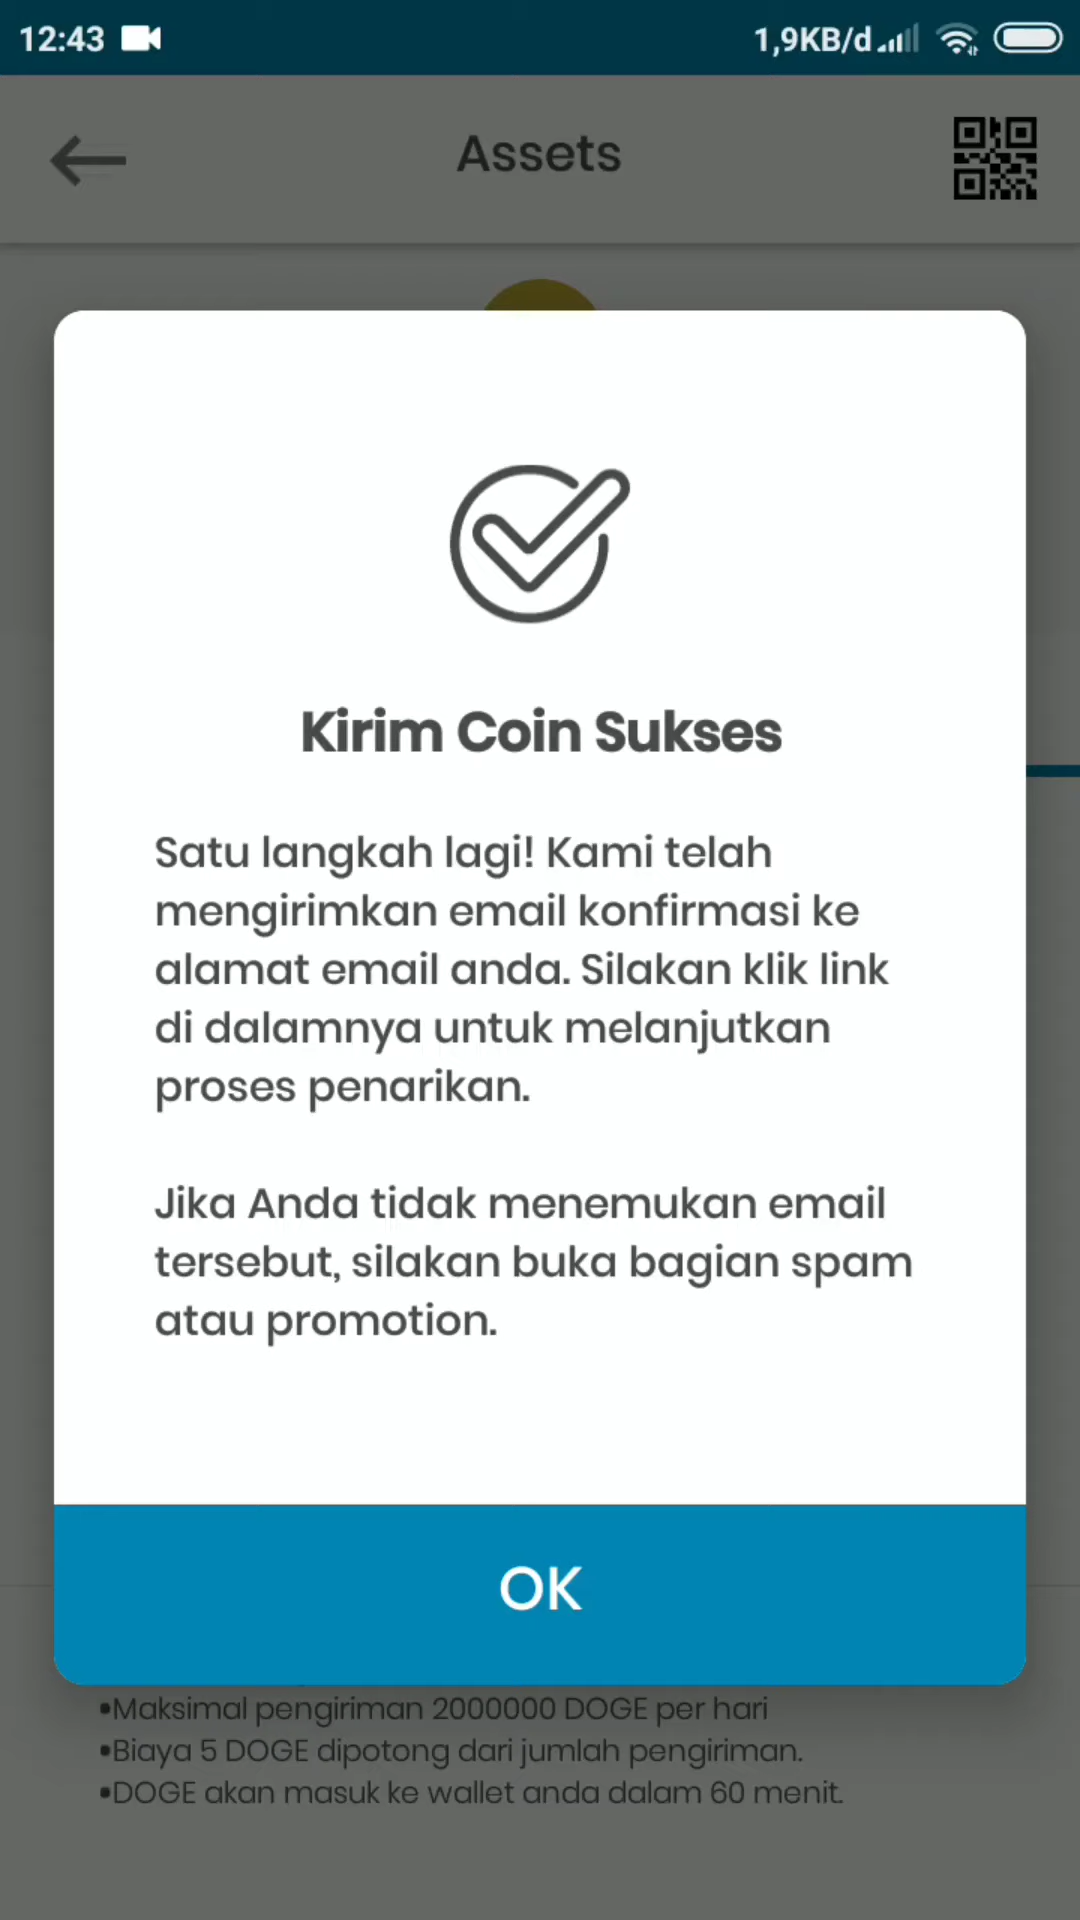 12:43 1,9KB/d
Assets
Kirim Coin Sukses
Satu langkah lagi! Kami telah
mengirimkan email konfirmasi ke
alamat email anda. Silakan klik link
di dalamnya untuk melanjutkan
proses penarikan.
Jika Anda tidak menemukan email
tersebut, silakan buka bagian spam
atau promotion.
OK
•Maksimal pengiriman 2000000 DOGE per hari
•Biaya 5 DOGE dipotong dari jumlah pengiriman.
•DOGE akan masuk ke wallet anda dalam 60 menit.